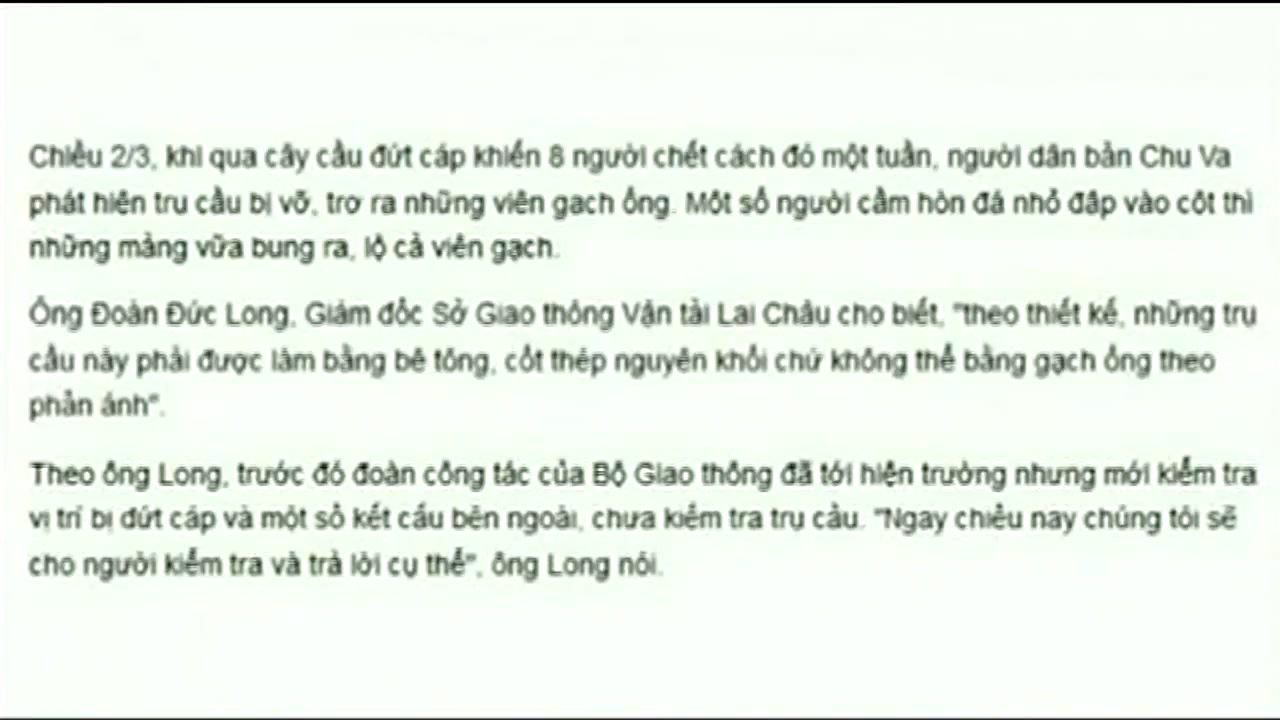 Chiều 2/3, khi qua cây cầu đứt cáp khiến 8 người chết cách đó một tuần, người dân bản Chu Va
phát hiện trụ cầu bị vỡ, trơ ra những viên gạch ống. Một số người cầm hòn đá nhỏ đập vào cột thì
những mảng vữa bung ra, lộ cả viên gạch.
Ông Đoàn Đức Long, Giám đốc Sở Giao thông Vận tải Lai Châu cho biết, "theo thiết kế, những trụ
cầu này phải được làm bằng bê tông, cốt thép nguyên khối chứ không thể bằng gạch ống theo
phản ánh".
Theo ông Long, trước đó đoàn công tác của Bộ Giao thông đã tới hiện trường nhưng mới kiểm tra
vị trí bị đứt cáp và một số kết cấu bên ngoài, chưa kiểm tra trụ cầu. "Ngay chiều nay chúng tôi sẽ
cho người kiểm tra và trả lời cụ thể", ông Long nói.